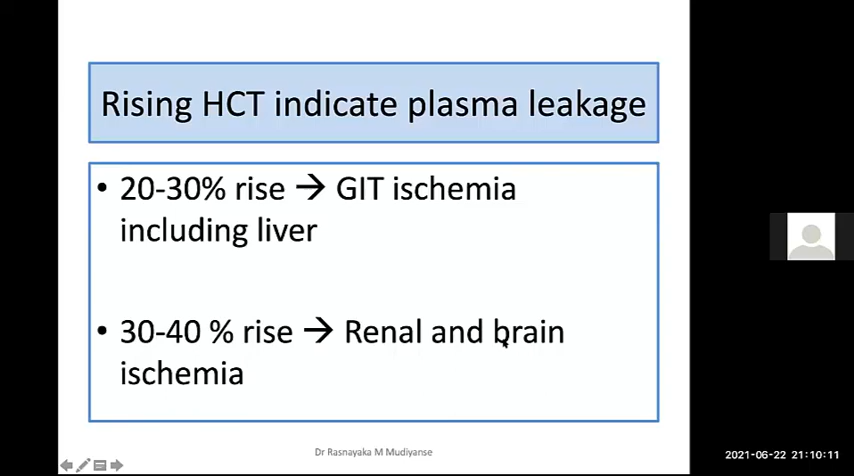 Rising HCT indicate plasma leakage
• 20-30% rise → GIT ischemia
including liver
• 30-40 % rise → Renal and brain
ischemia
Dr Rasnayaka M Mudiyanse
2021-06-22 21:10:11